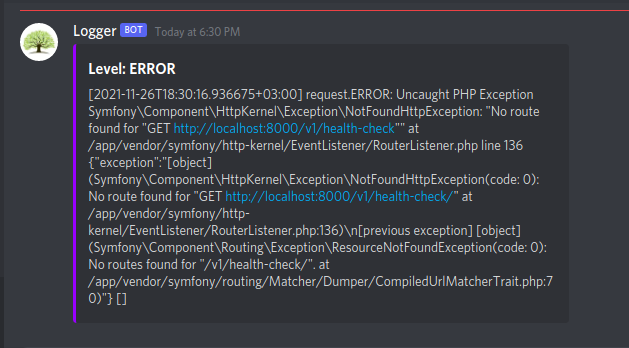 Logger BOT Today at 6:30 PM
Level: ERROR
[2021-11-26T18:30:16.936675+03:00] request.ERROR: Uncaught PHP Exception
Symfony\Component\HttpKernel\Exception\NotFoundHttpException: "No route
found for "GET http://localhost:8000/v1/health-check"" at
/app/vendor/symfony/http-kernel/EventListener/RouterListener.php line 136
{"exception":"[object]
(Symfony\Component\HttpKernel\Exception\NotFoundHttpException(code: 0):
No route found for "GET http://localhost:8000/v1/health-check/" at
/app/vendor/symfony/http-
kernel/EventListener/RouterListener.php:136)\n[previous exception] [object]
(Symfony\Component\Routing\Exception\ResourceNotFoundException(code: 0):
No routes found for "/v1/health-check/". at
/app/vendor/symfony/routing/Matcher/Dumper/CompiledUrlMatcherTrait.php:7
0)"} []